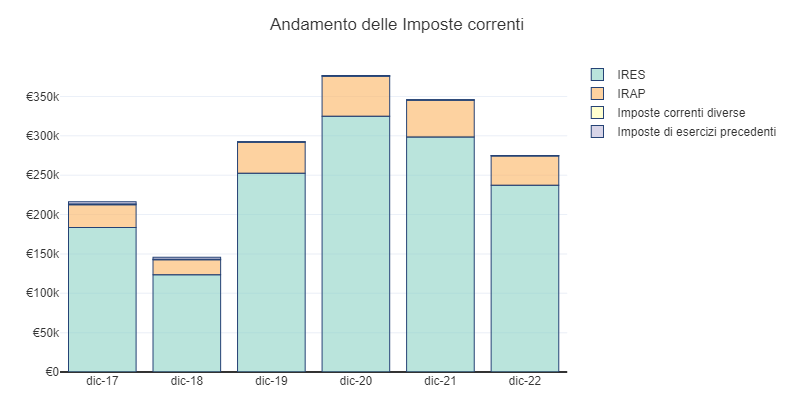 Andamento delle Imposte correnti
€350k
€300k
€250k
€200k
€150k
€100k
€50k
€0
dic-17
dic-18
dic-19
dic-20
dic-21
dic-22
IRES
IRAP
Imposte correnti diverse
Imposte di esercizi precedenti